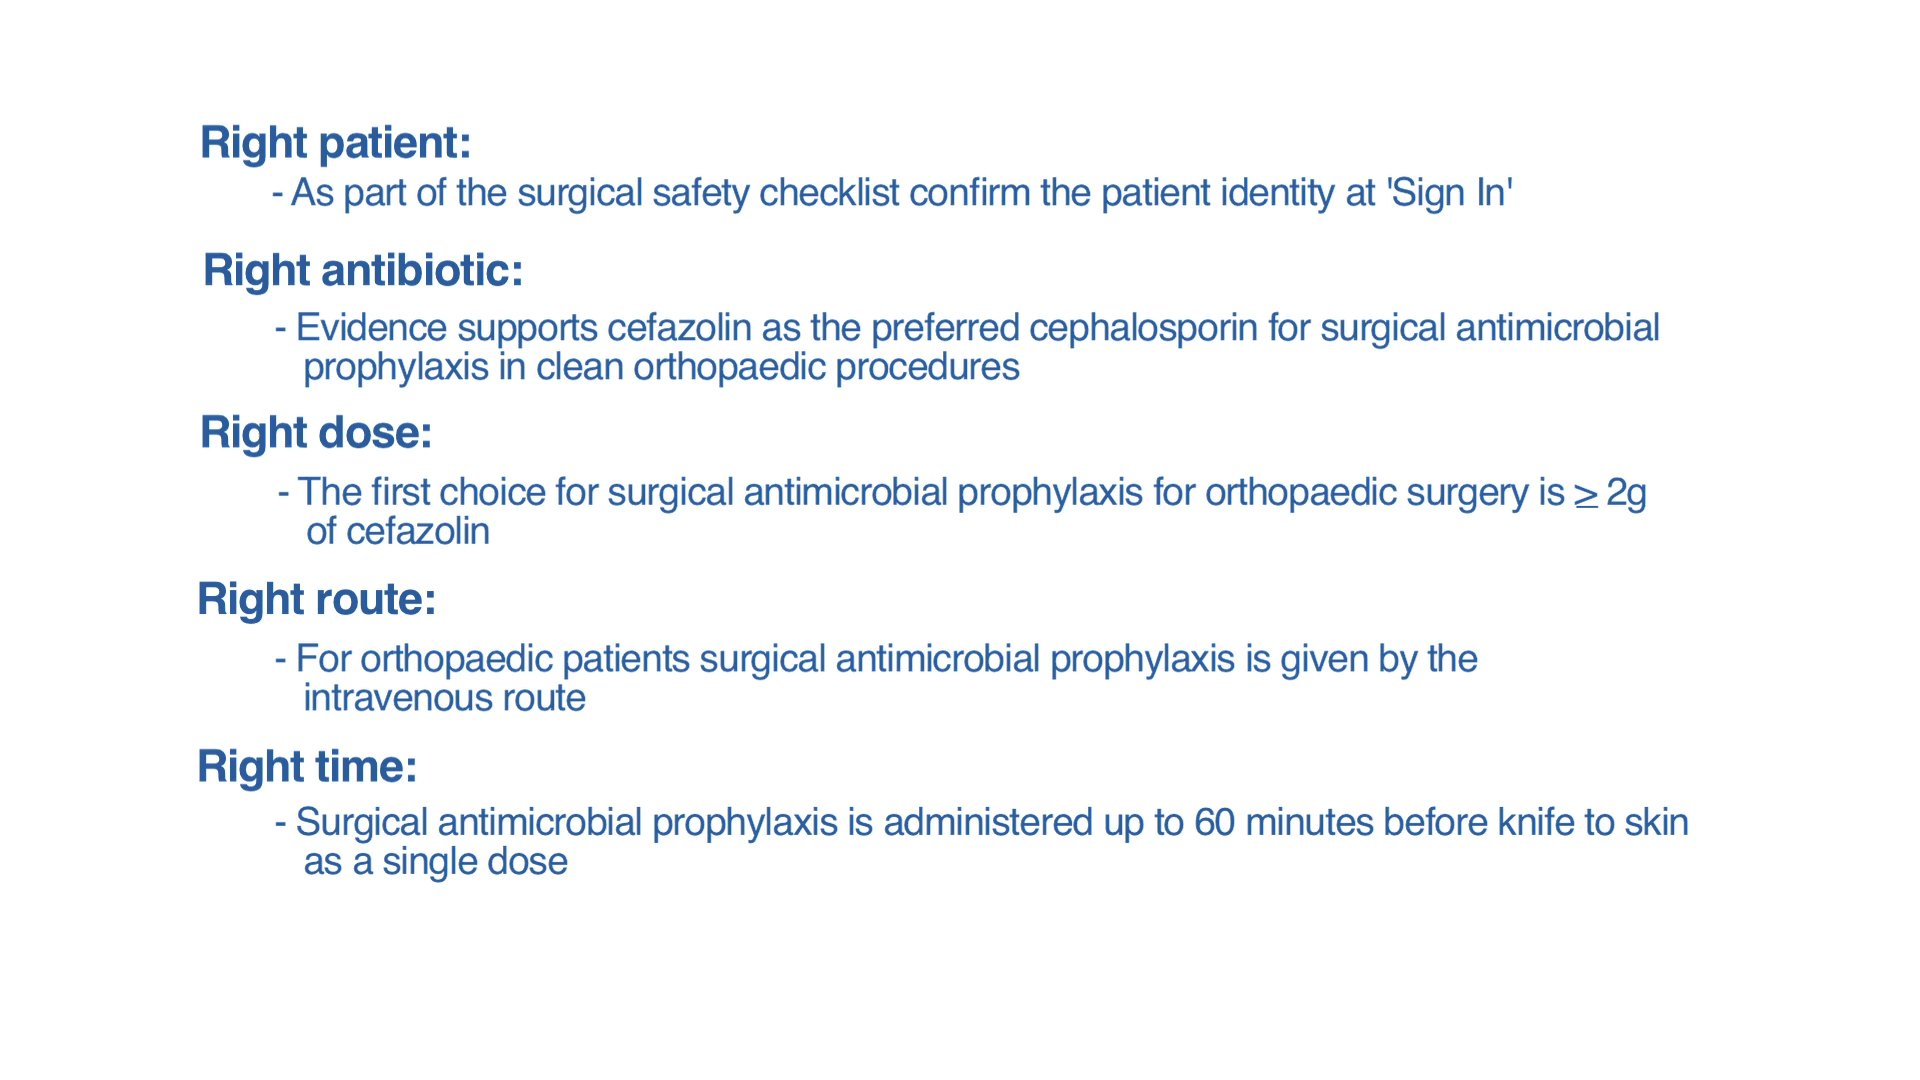 Right patient:
- As part of the surgical safety checklist confirm the patient identity at 'Sign In'
Right antibiotic:
- Evidence supports cefazolin as the preferred cephalosporin for surgical antimicrobial
prophylaxis in clean orthopaedic procedures
Right dose:
- The first choice for surgical antimicrobial prophylaxis for orthopaedic surgery is ≥ 2g
of cefazolin
Right route:
- For orthopaedic patients surgical antimicrobial prophylaxis is given by the
intravenous route
Right time:
- Surgical antimicrobial prophylaxis is administered up to 60 minutes before knife to skin
as a single dose